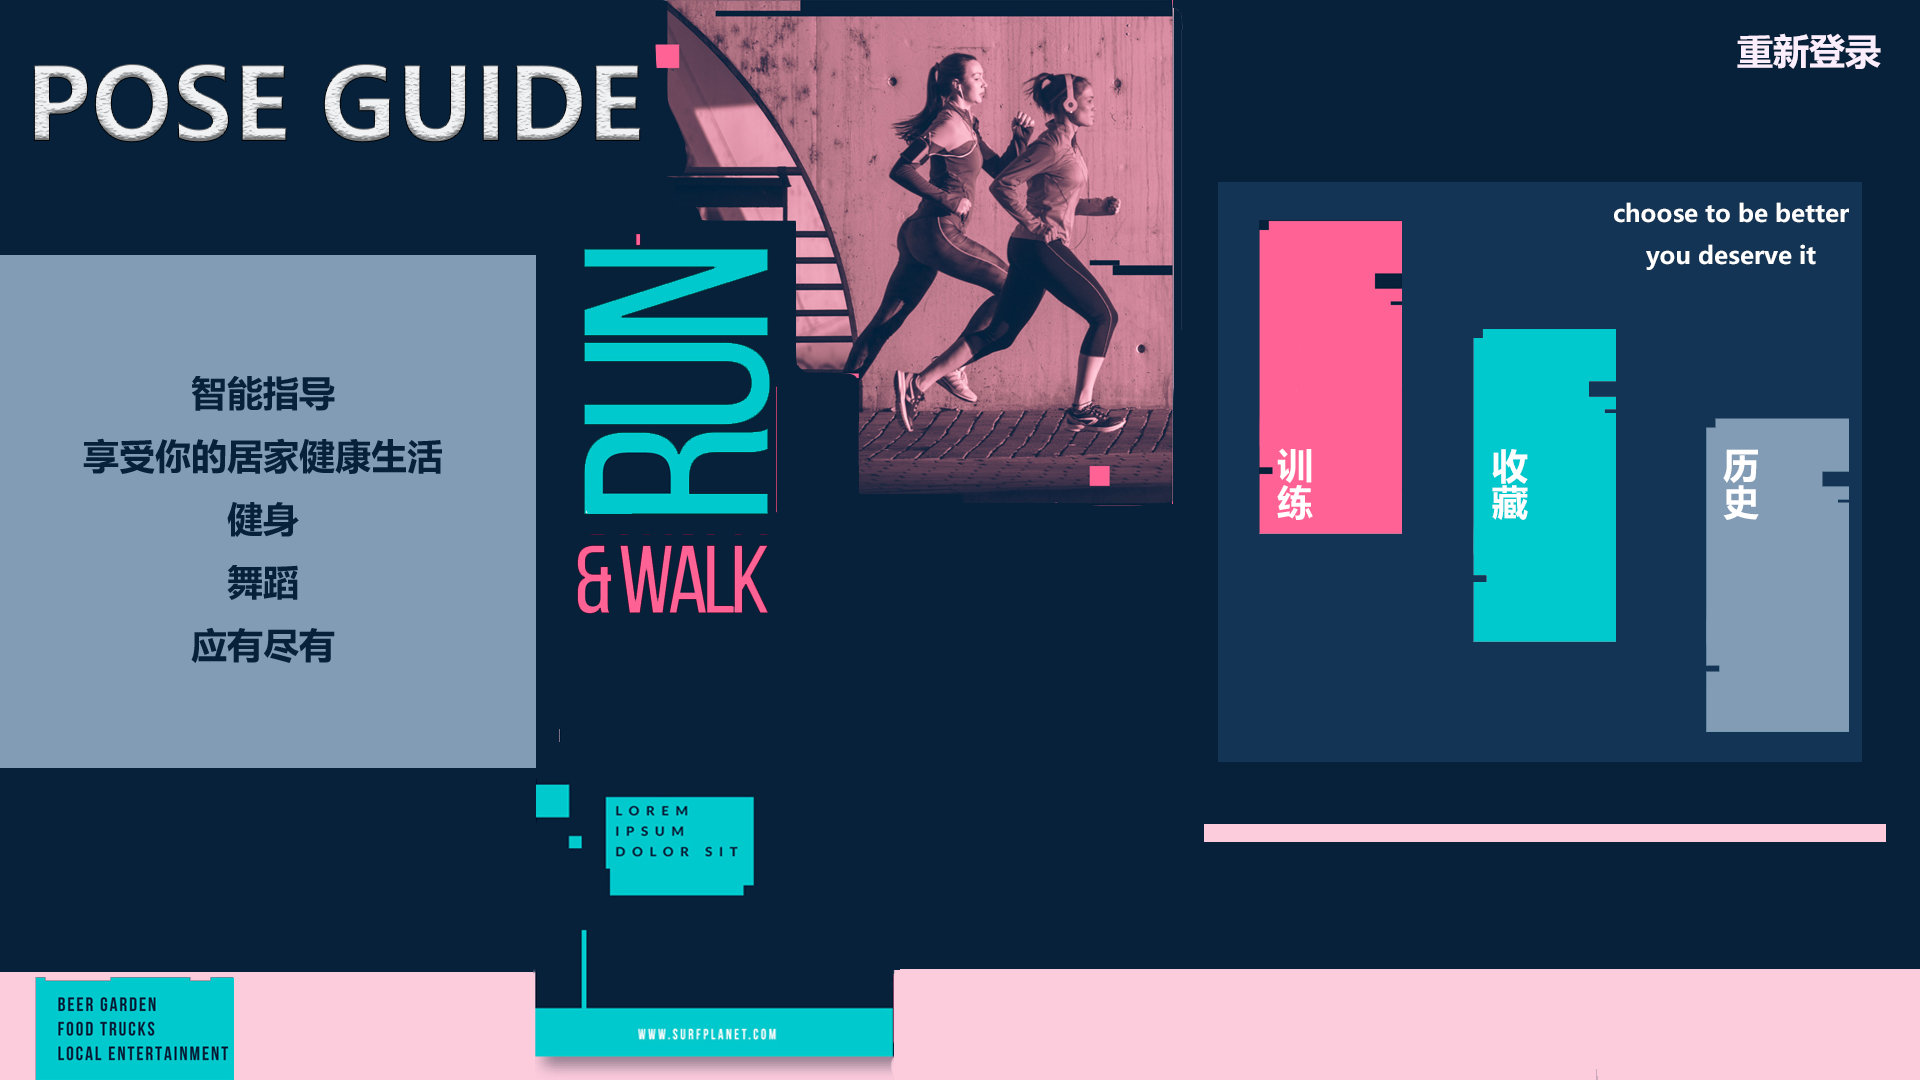 POSE GUIDE
重新登录
智能指导
享受你的居家健康生活
健身
舞蹈
应有尽有
RUN
& WALK
choose to be better
you deserve it
训练
收藏
历史
LOREM
IPSUM
DOLOR SIT
BEER GARDEN
FOOD TRUCKS
LOCAL ENTERTAINMENT
WWW.SURFPLANET.COM